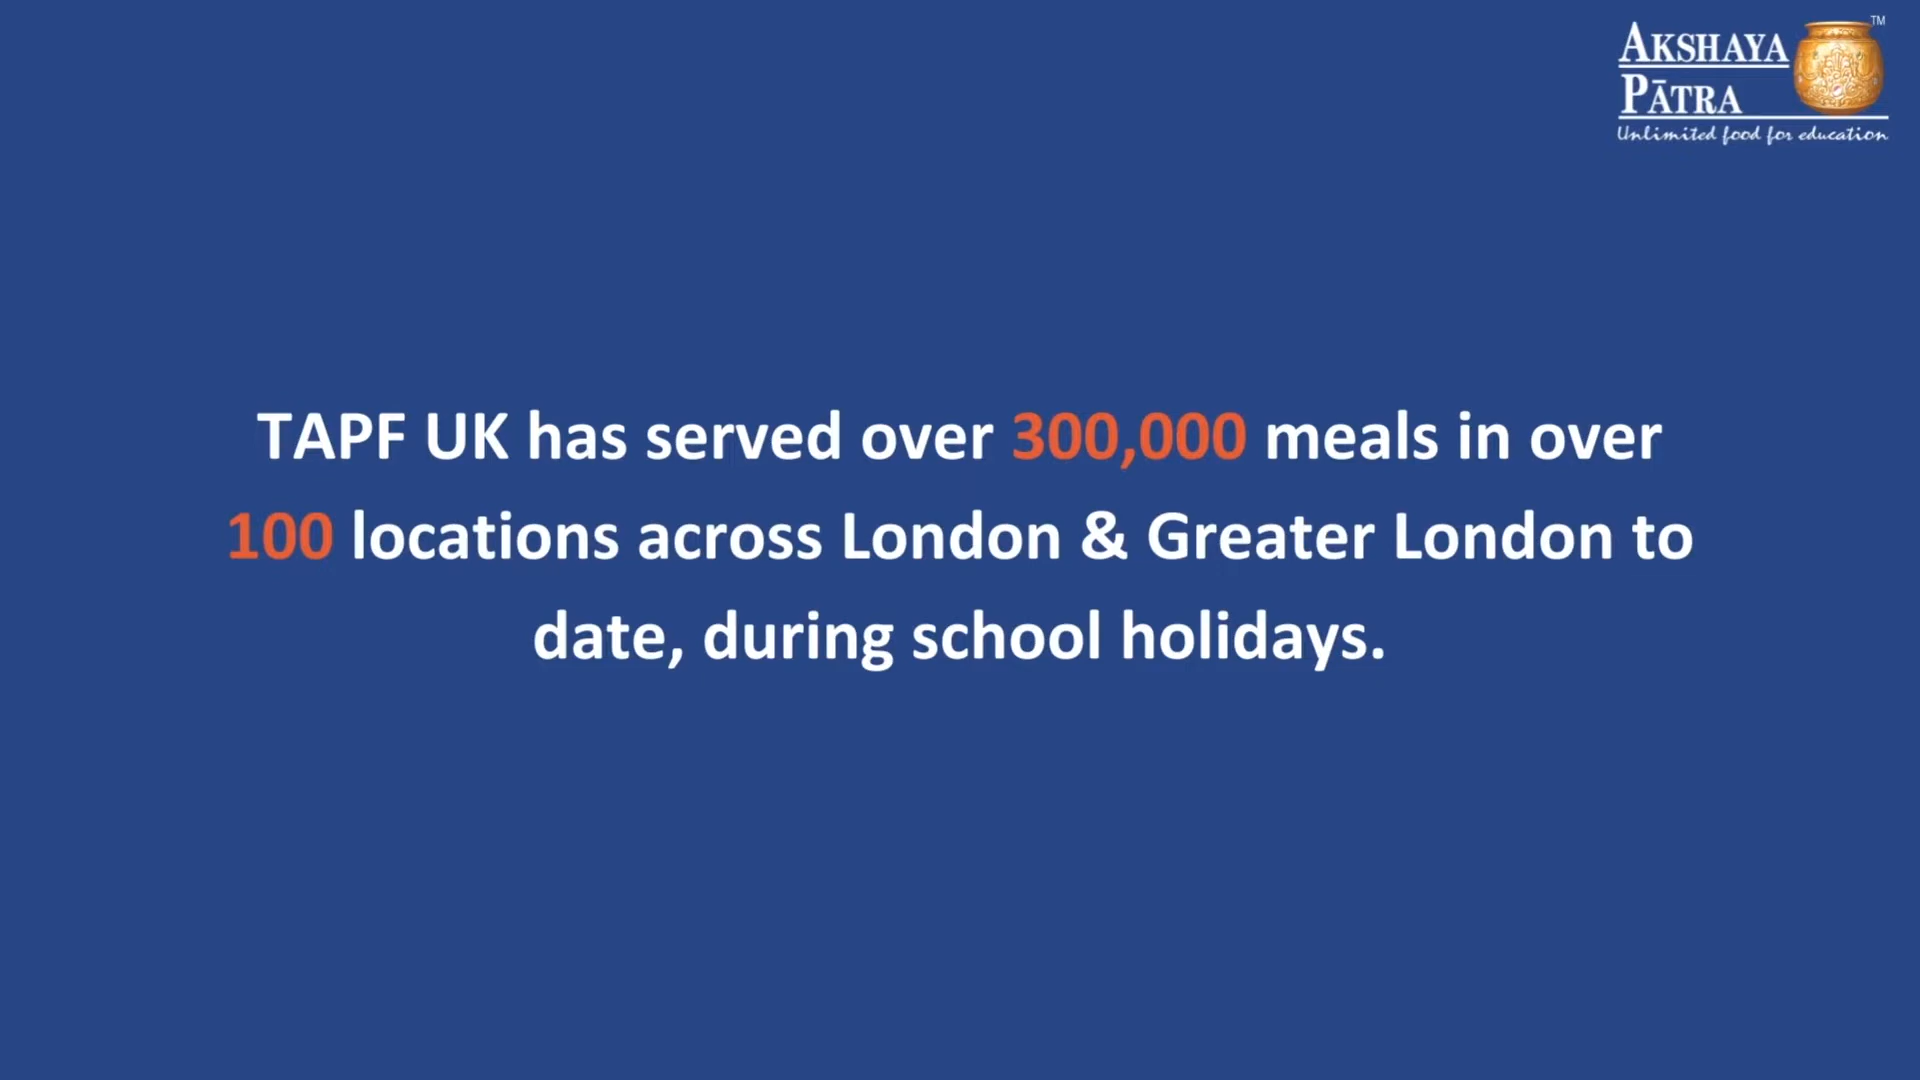 AKSHAYA
PĀTRA
TM
Unlimited food for education
TAPF UK has served over 300,000 meals in over
100 locations across London & Greater London to
date, during school holidays.